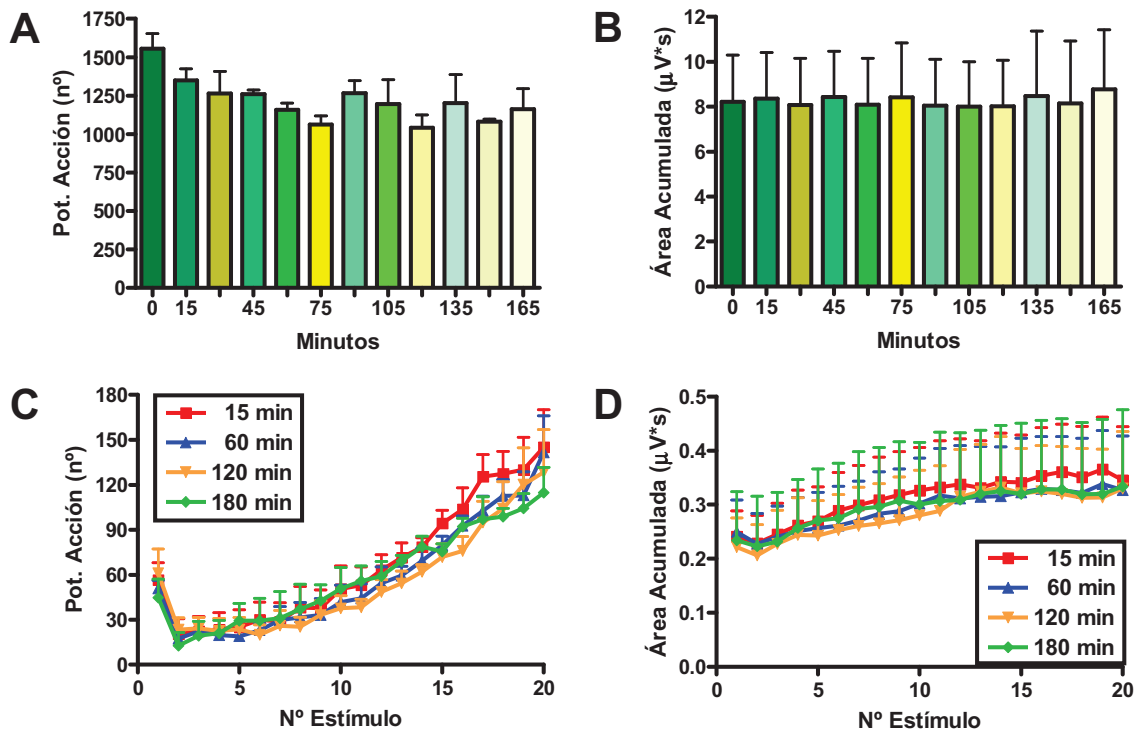 A
Pot. Acción (nº)
1750
1500
1250
1000
750
500
250
0
0 15 45 75 105 135 165
Minutos
B
Área Acumulada (µV*s)
12
10
8
6
4
2
0
0 15 45 75 105 135 165
Minutos
C
Pot. Acción (nº)
180
150
120
90
60
30
0
0 5 10 15 20
Nº Estímulo
15 min
60 min
120 min
180 min
D
Área Acumulada (µV*s)
0.5
0.4
0.3
0.2
0.1
0.0
0 5 10 15 20
Nº Estímulo
15 min
60 min
120 min
180 min